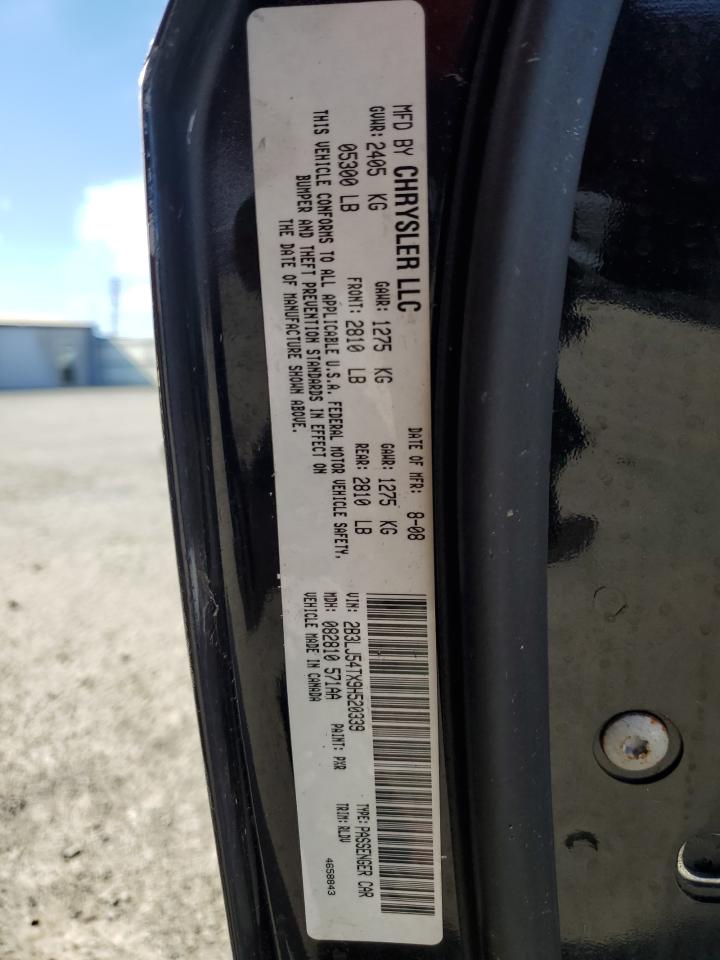 MFD BY CHRYSLER LLC DATE OF MFR: 8-08
GVWR: 2405 KG GAWR: 1275 KG GAWR: 1275 KG
05300 LB FRONT: 2810 LB REAR: 2810 LB
THIS VEHICLE CONFORMS TO ALL APPLICABLE U.S.A. FEDERAL MOTOR VEHICLE SAFETY,
BUMPER AND THEFT PREVENTION STANDARDS IN EFFECT ON
THE DATE OF MANUFACTURE SHOWN ABOVE.
VIN: 2B3LJ54TX9H520339 TYPE: PASSENGER CAR
MDH: 082810 571AA PAINT: PXR TRIM: RLDV
VEHICLE MADE IN CANADA 4658843